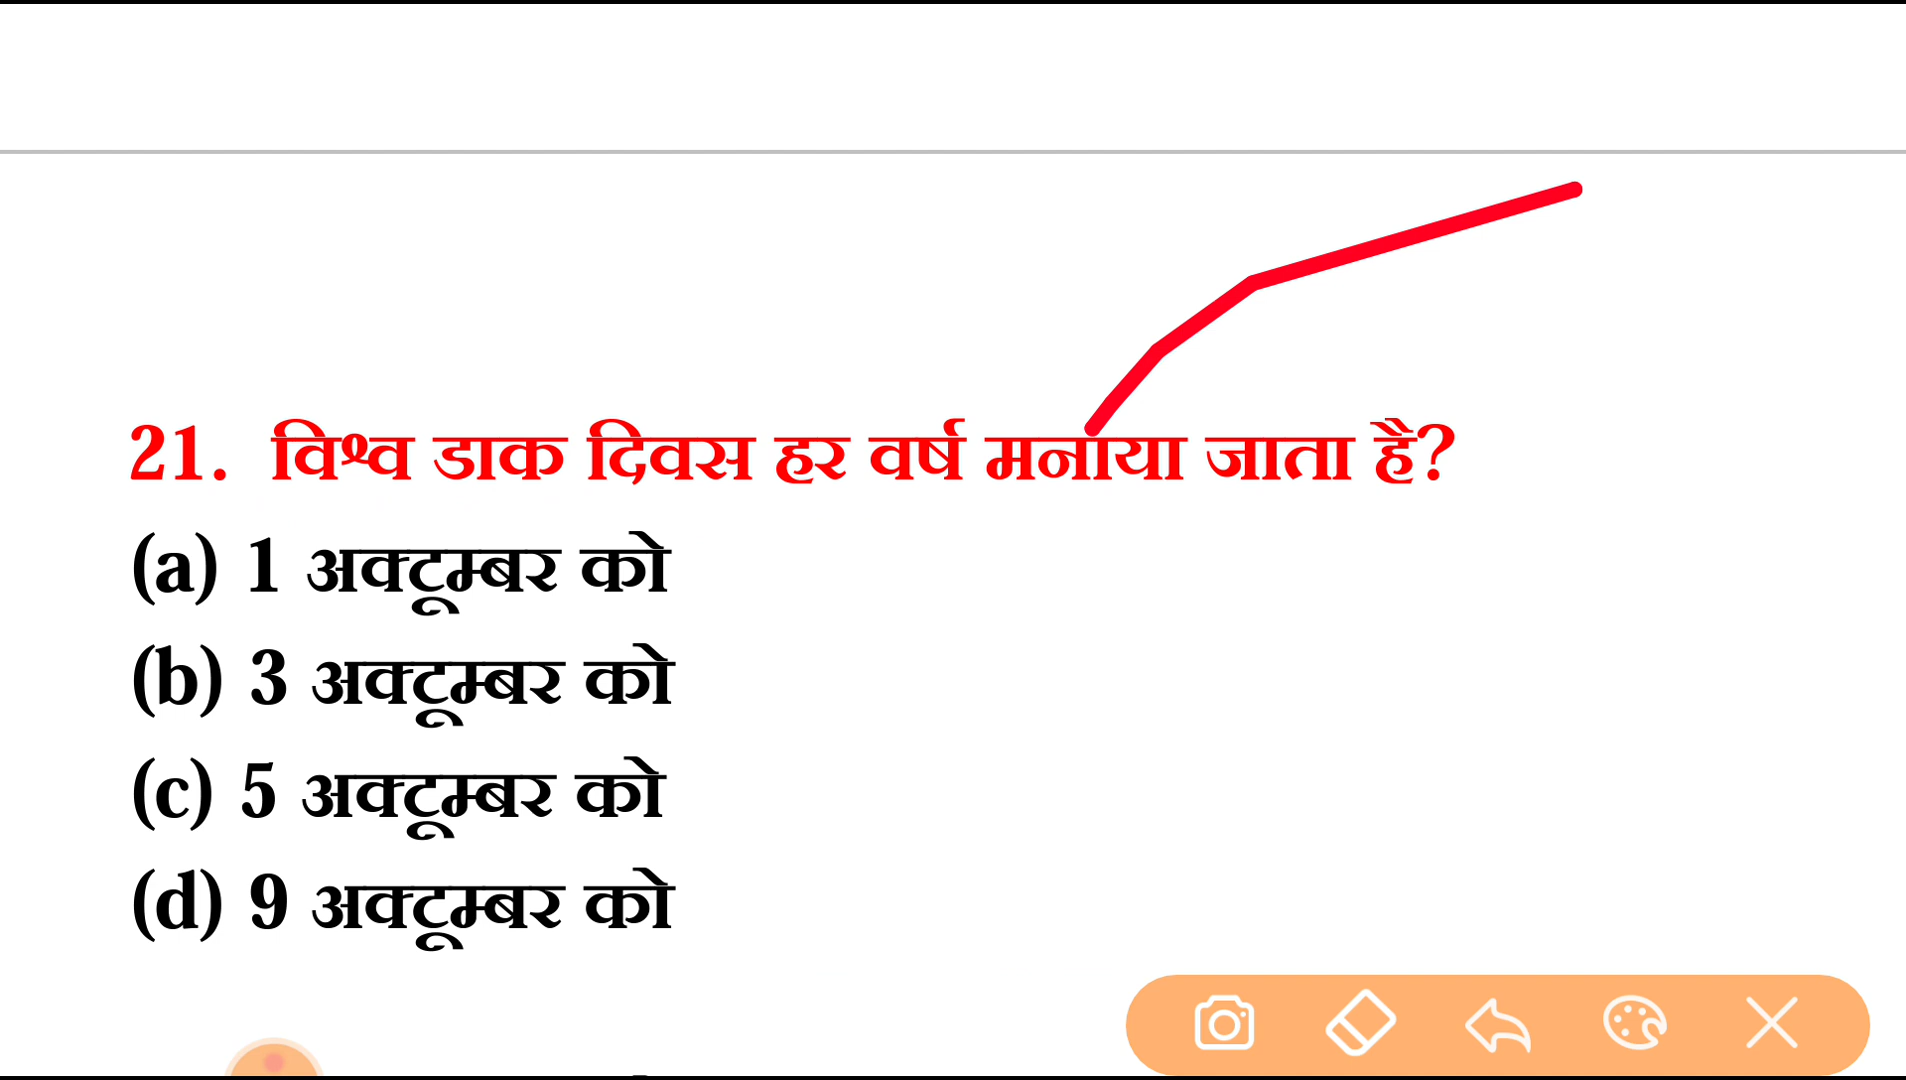 21. विश्व डाक दिवस हर वर्ष मनाया जाता है?
(a) 1 अक्टूम्बर को
(b) 3 अक्टूम्बर को
(c) 5 अक्टूम्बर को
(d) 9 अक्टूम्बर को